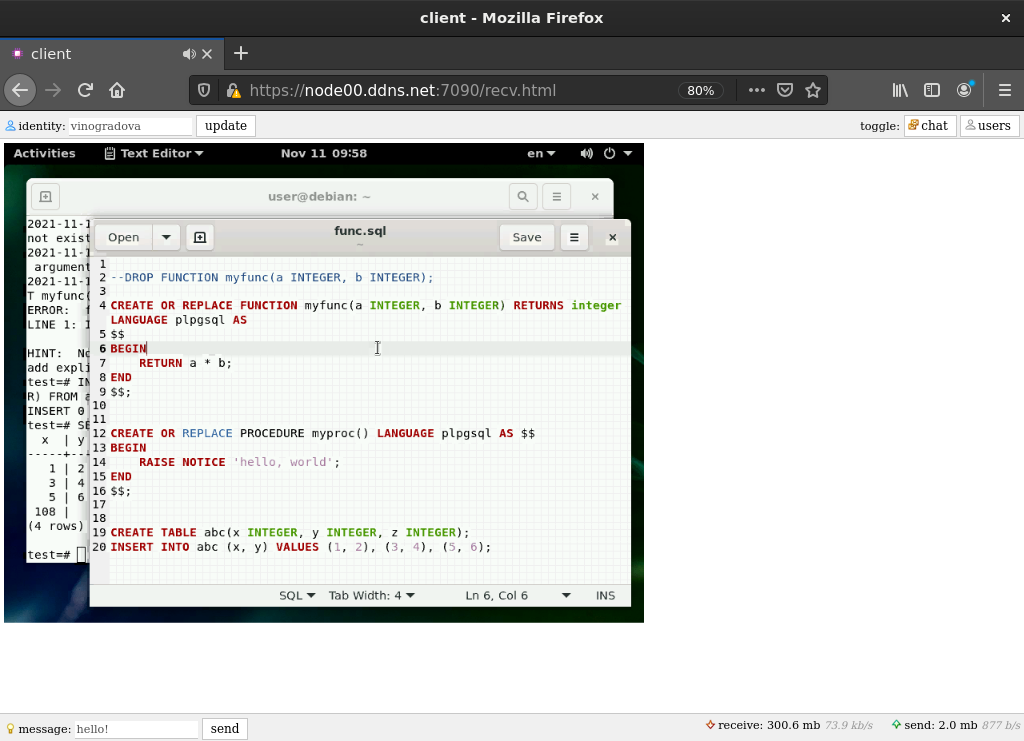 client - Mozilla Firefox
client
https://node00.ddns.net:7090/recv.html 80%
identity: vinogradova update toggle: chat users
Activities Text Editor Nov 11 09:58 en
user@debian: ~
2021-11-1
not exist
2021-11-1
argument
2021-11-1
T myfunc(
ERROR: f
LINE 1: I
HINT: No
add expli
test=# IN
R) FROM a
INSERT 0
test=# SE
x | y
-----+---
1 | 2
3 | 4
5 | 6
108 |
(4 rows)
test=#
Open func.sql Save
~
1
2 --DROP FUNCTION myfunc(a INTEGER, b INTEGER);
3
4 CREATE OR REPLACE FUNCTION myfunc(a INTEGER, b INTEGER) RETURNS integer
LANGUAGE plpgsql AS
5 $$
6 BEGIN
7 RETURN a * b;
8 END
9 $$;
10
11
12 CREATE OR REPLACE PROCEDURE myproc() LANGUAGE plpgsql AS $$
13 BEGIN
14 RAISE NOTICE 'hello, world';
15 END
16 $$;
17
18
19 CREATE TABLE abc(x INTEGER, y INTEGER, z INTEGER);
20 INSERT INTO abc (x, y) VALUES (1, 2), (3, 4), (5, 6);
SQL Tab Width: 4 Ln 6, Col 6 INS
message: hello! send receive: 300.6 mb 73.9 kb/s send: 2.0 mb 877 b/s